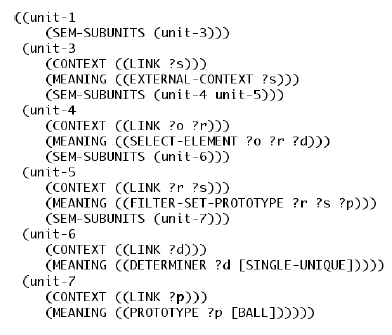 ((unit-1
(SEM-SUBUNITS (unit-3)))
(unit-3
(CONTEXT ((LINK ?s)))
(MEANING ((EXTERNAL-CONTEXT ?s)))
(SEM-SUBUNITS (unit-4 unit-5)))
(unit-4
(CONTEXT ((LINK ?o ?r)))
(MEANING ((SELECT-ELEMENT ?o ?r ?d)))
(SEM-SUBUNITS (unit-6)))
(unit-5
(CONTEXT ((LINK ?r ?s)))
(MEANING ((FILTER-SET-PROTOTYPE ?r ?s ?p)))
(SEM-SUBUNITS (unit-7)))
(unit-6
(CONTEXT ((LINK ?d)))
(MEANING ((DETERMINER ?d [SINGLE-UNIQUE]))))
(unit-7
(CONTEXT ((LINK ?p)))
(MEANING ((PROTOTYPE ?p [BALL])))))